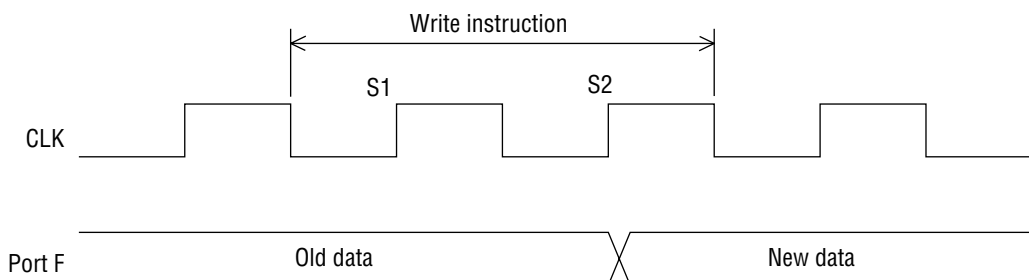 Write instruction
S1
S2
CLK
Port F
Old data
New data